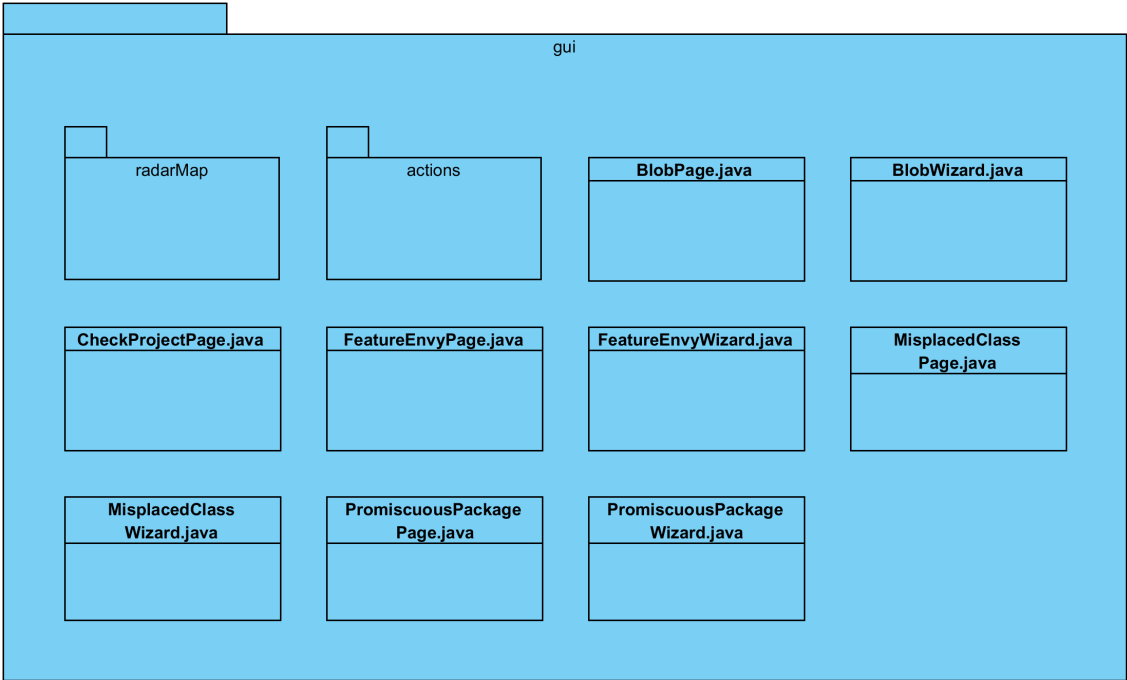 gui
radarMap
actions
BlobPage.java
BlobWizard.java
CheckProjectPage.java
FeatureEnvyPage.java
FeatureEnvyWizard.java
MisplacedClass
Page.java
MisplacedClass
Wizard.java
PromiscuousPackage
Page.java
PromiscuousPackage
Wizard.java